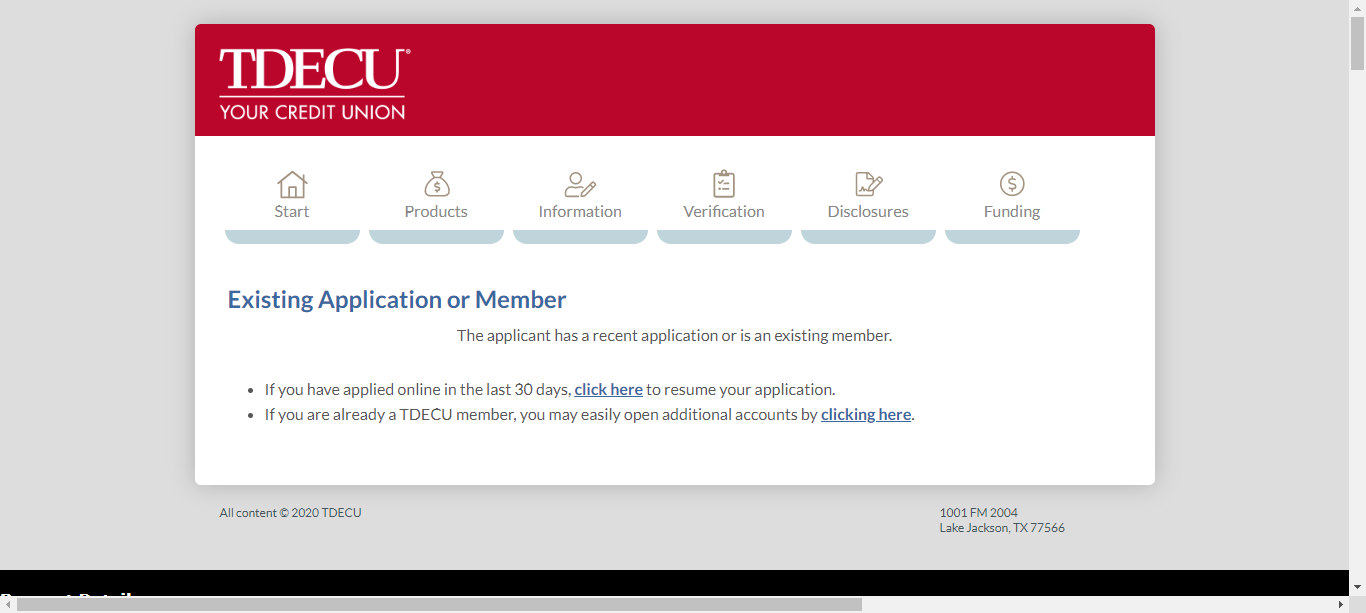 TDECU®
YOUR CREDIT UNION
Start
Products
Information
Verification
Disclosures
Funding
Existing Application or Member
The applicant has a recent application or is an existing member.
• If you have applied online in the last 30 days, click here to resume your application.
• If you are already a TDECU member, you may easily open additional accounts by clicking here.
All content © 2020 TDECU
1001 FM 2004
Lake Jackson, TX 77566